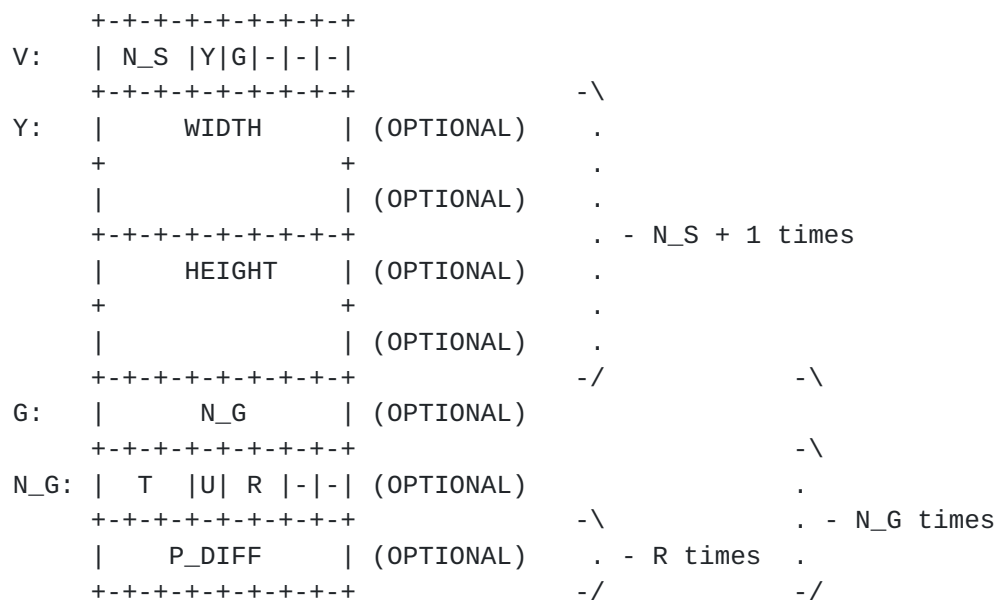 +-+-+-+-+-+-+-+-+
V:   | N_S |Y|G|-|-|-|
     +-+-+-+-+-+-+-+-+              -\
Y:   |     WIDTH     | (OPTIONAL)    .
     +               +               .
     |               | (OPTIONAL)    .
     +-+-+-+-+-+-+-+-+               . - N_S + 1 times
     |     HEIGHT    | (OPTIONAL)    .
     +               +               .
     |               | (OPTIONAL)    .
     +-+-+-+-+-+-+-+-+              -/            -\
G:   |      N_G      | (OPTIONAL)
     +-+-+-+-+-+-+-+-+                            -\
N_G: |  T  |U| R |-|-| (OPTIONAL)                 .
     +-+-+-+-+-+-+-+-+              -\            . - N_G times
     |    P_DIFF     | (OPTIONAL)    . - R times  .
     +-+-+-+-+-+-+-+-+              -/            -/